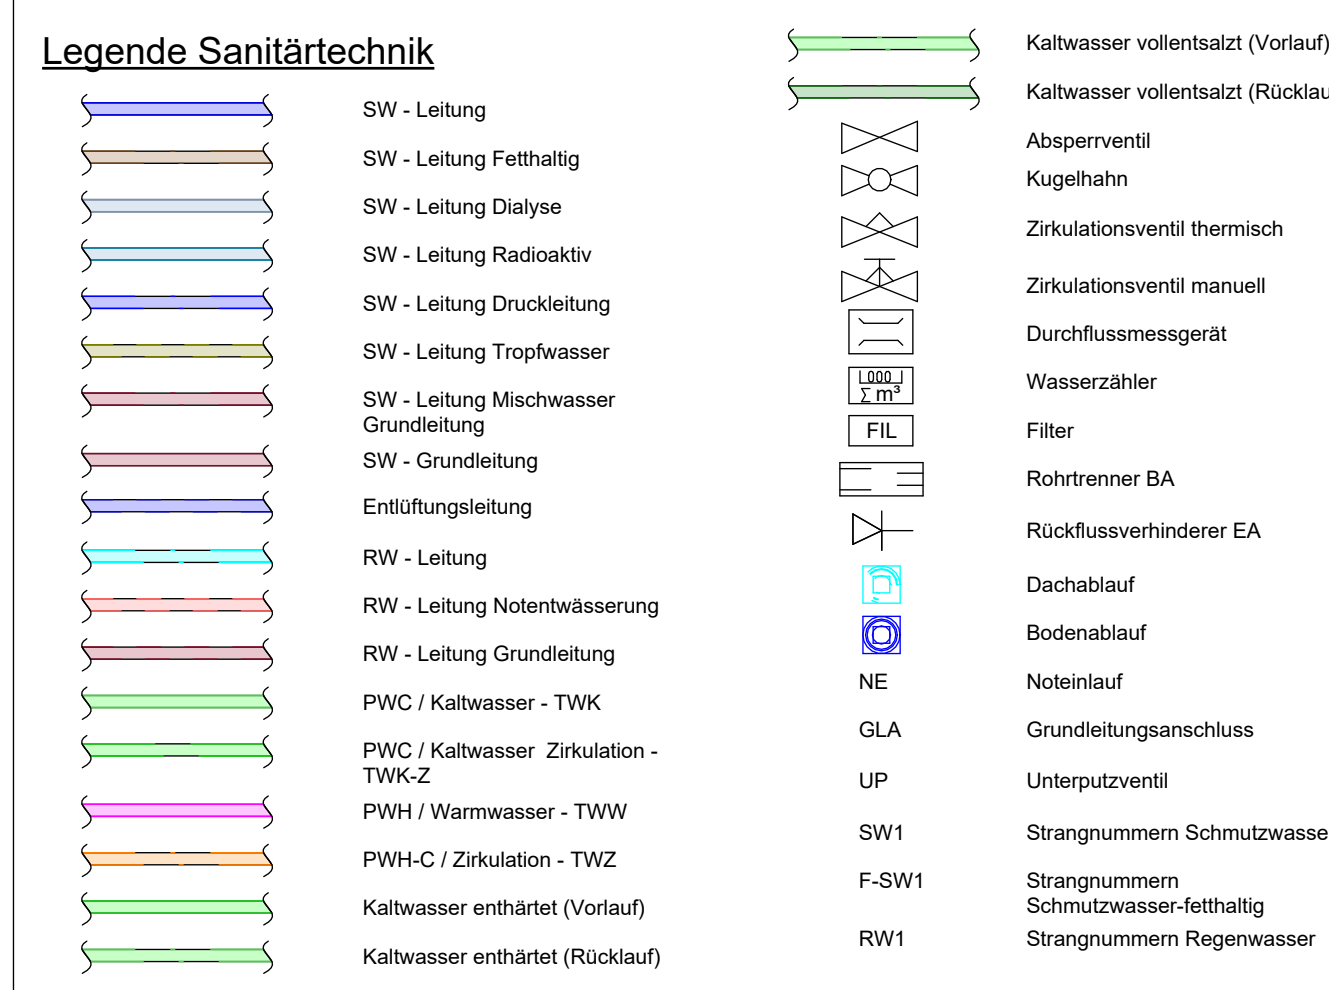 Legende Sanitärtechnik
SW - Leitung
SW - Leitung Fetthaltig
SW - Leitung Dialyse
SW - Leitung Radioaktiv
SW - Leitung Druckleitung
SW - Leitung Tropfwasser
SW - Leitung Mischwasser
Grundleitung
SW - Grundleitung
Entlüftungsleitung
RW - Leitung
RW - Leitung Notentwässerung
RW - Leitung Grundleitung
PWC / Kaltwasser - TWK
PWC / Kaltwasser  Zirkulation -
TWK-Z
PWH / Warmwasser - TWW
PWH-C / Zirkulation - TWZ
Kaltwasser enthärtet (Vorlauf)
Kaltwasser enthärtet (Rücklauf)
Kaltwasser vollentsalzt (Vorlauf)
Kaltwasser vollentsalzt (Rücklau
Absperrventil
Kugelhahn
Zirkulationsventil thermisch
Zirkulationsventil manuell
Durchflussmessgerät
000
Σ m³ Wasserzähler
FIL Filter
Rohrtrenner BA
Rückflussverhinderer EA
Dachablauf
Bodenablauf
NE Noteinlauf
GLA Grundleitungsanschluss
UP Unterputzventil
SW1 Strangnummern Schmutzwasse
F-SW1 Strangnummern
Schmutzwasser-fetthaltig
RW1 Strangnummern Regenwasser